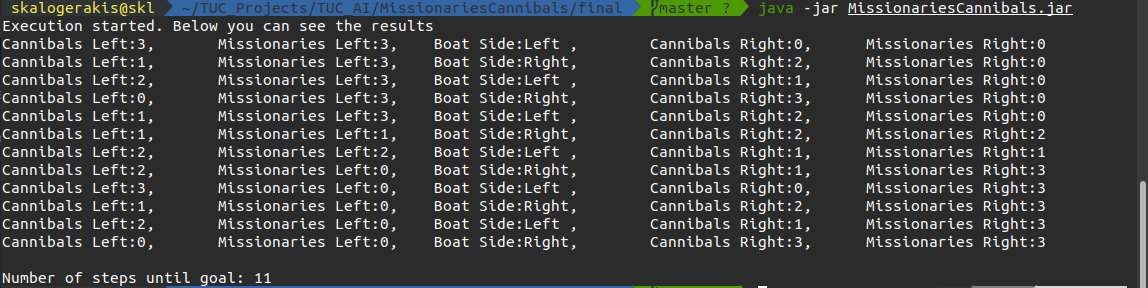 skalogerakis@skl ~/TUC_Projects/TUC_AI/MissionariesCannibals/final master ? java -jar MissionariesCannibals.jar
Execution started. Below you can see the results
Cannibals Left:3, Missionaries Left:3, Boat Side:Left , Cannibals Right:0, Missionaries Right:0
Cannibals Left:1, Missionaries Left:3, Boat Side:Right, Cannibals Right:2, Missionaries Right:0
Cannibals Left:2, Missionaries Left:3, Boat Side:Left , Cannibals Right:1, Missionaries Right:0
Cannibals Left:0, Missionaries Left:3, Boat Side:Right, Cannibals Right:3, Missionaries Right:0
Cannibals Left:1, Missionaries Left:3, Boat Side:Left , Cannibals Right:2, Missionaries Right:0
Cannibals Left:1, Missionaries Left:1, Boat Side:Right, Cannibals Right:2, Missionaries Right:2
Cannibals Left:2, Missionaries Left:2, Boat Side:Left , Cannibals Right:1, Missionaries Right:1
Cannibals Left:2, Missionaries Left:0, Boat Side:Right, Cannibals Right:1, Missionaries Right:3
Cannibals Left:3, Missionaries Left:0, Boat Side:Left , Cannibals Right:0, Missionaries Right:3
Cannibals Left:1, Missionaries Left:0, Boat Side:Right, Cannibals Right:2, Missionaries Right:3
Cannibals Left:2, Missionaries Left:0, Boat Side:Left , Cannibals Right:1, Missionaries Right:3
Cannibals Left:0, Missionaries Left:0, Boat Side:Right, Cannibals Right:3, Missionaries Right:3
Number of steps until goal: 11